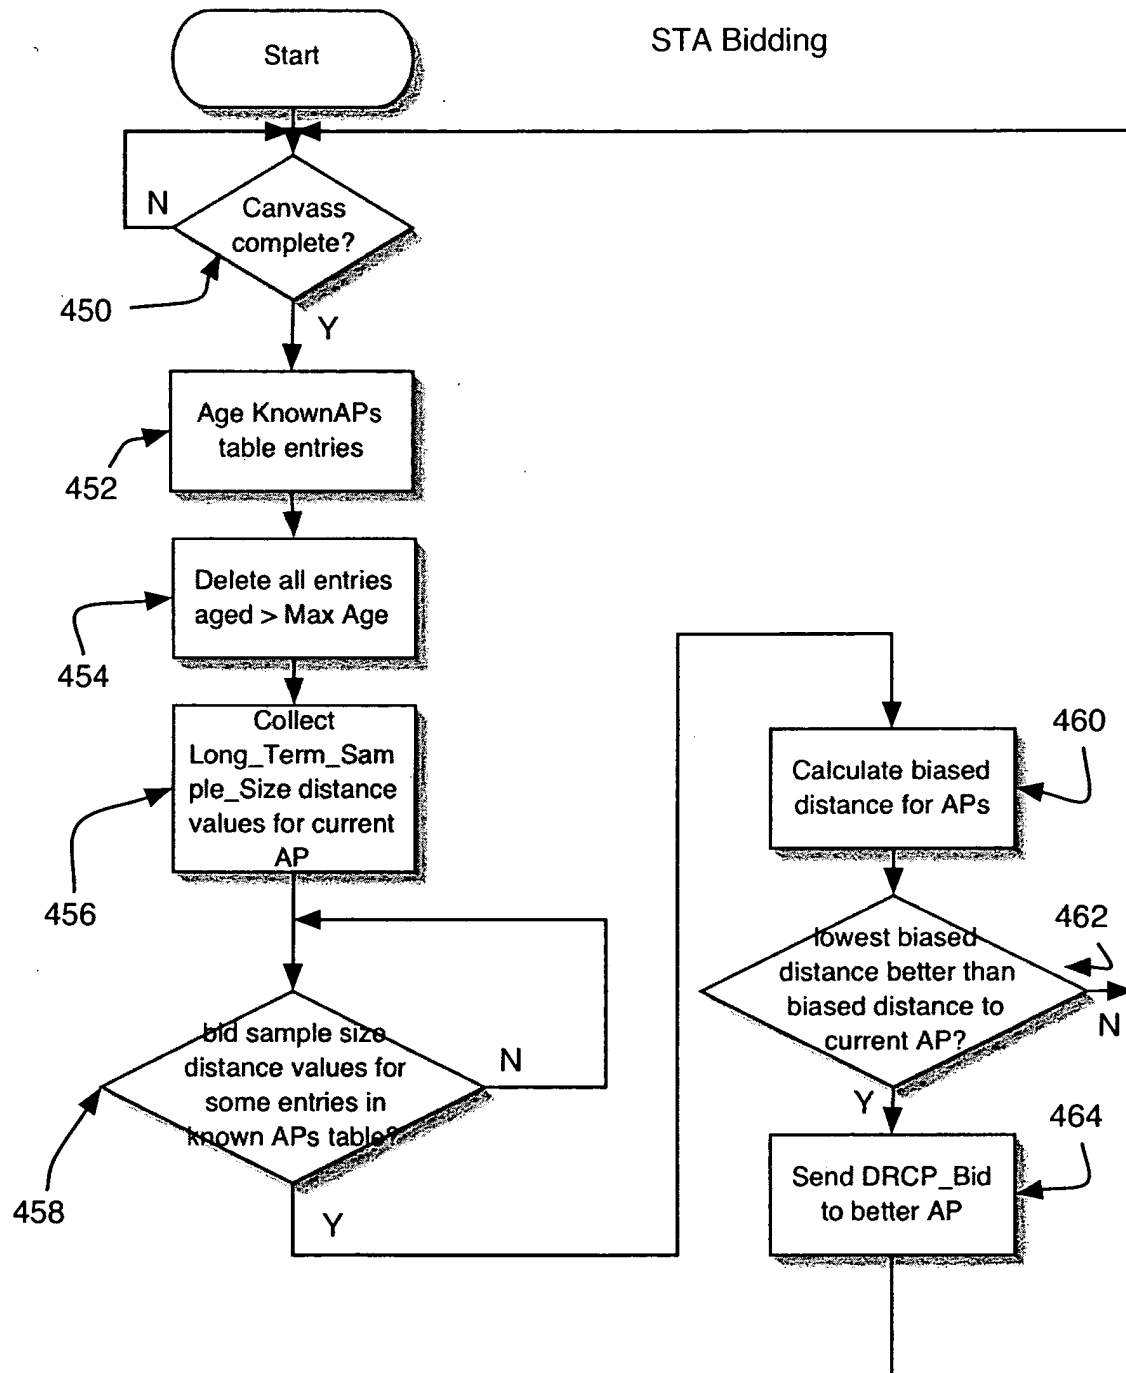 STA Bidding
Start
Canvass
complete?
N
Y
450
Age KnownAPs
table entries
452
Delete all entries
aged > Max Age
454
Collect
Long_Term_Sam
ple_Size distance
values for current
AP
456
bid sample size
distance values for
some entries in
known APs table?
N
Y
458
Calculate biased
distance for APs
460
lowest biased
distance better than
biased distance to
current AP?
462
N
Y
Send DRCP_Bid
to better AP
464